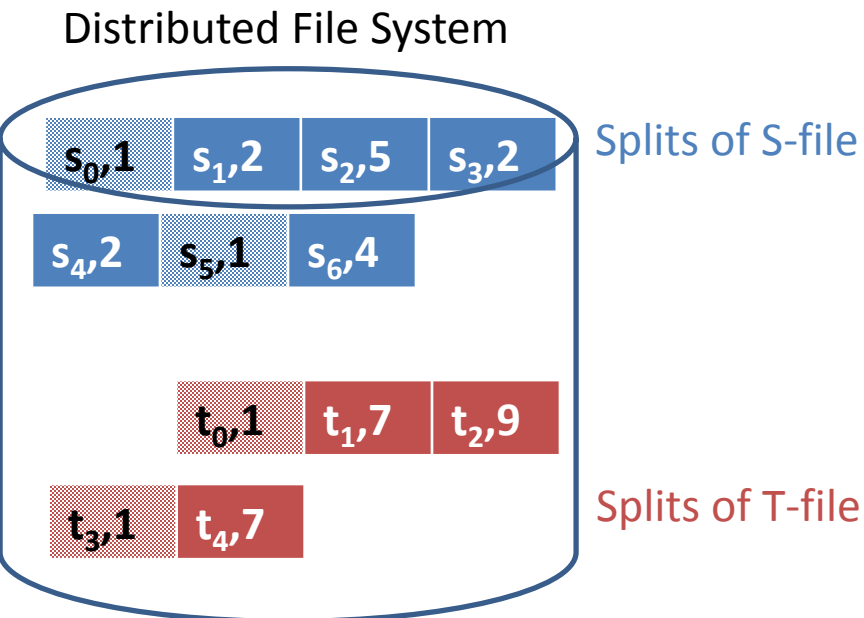 Distributed File System
s₀,1 s₁,2 s₂,5 s₃,2 Splits of S-file
s₄,2 s₅,1 s₆,4
t₀,1 t₁,7 t₂,9
t₃,1 t₄,7 Splits of T-file